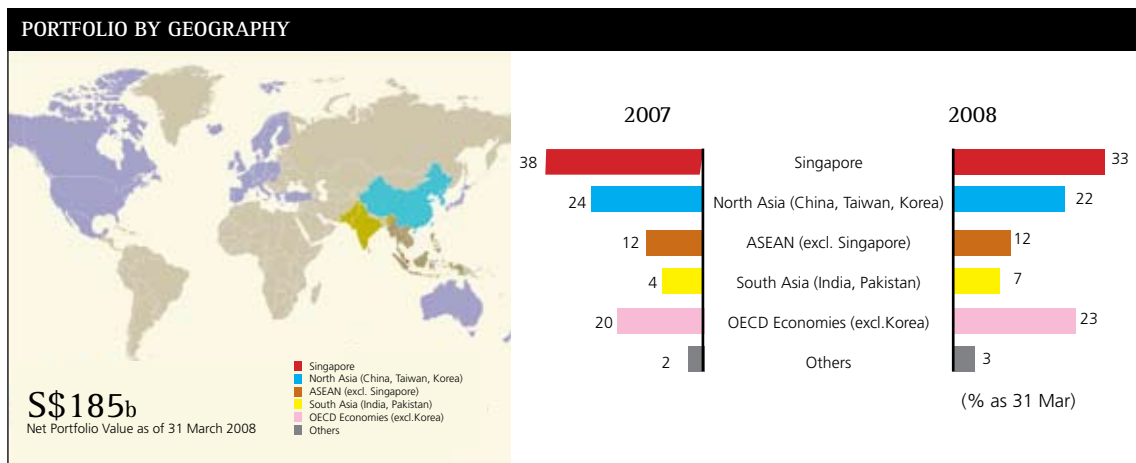 PORTFOLIO BY GEOGRAPHY
S$185b
Net Portfolio Value as of 31 March 2008
Singapore
North Asia (China, Taiwan, Korea)
ASEAN (excl. Singapore)
South Asia (India, Pakistan)
OECD Economies (excl.Korea)
Others
2007 2008
38 Singapore 33
24 North Asia (China, Taiwan, Korea) 22
12 ASEAN (excl. Singapore) 12
4 South Asia (India, Pakistan) 7
20 OECD Economies (excl.Korea) 23
2 Others 3
(% as 31 Mar)